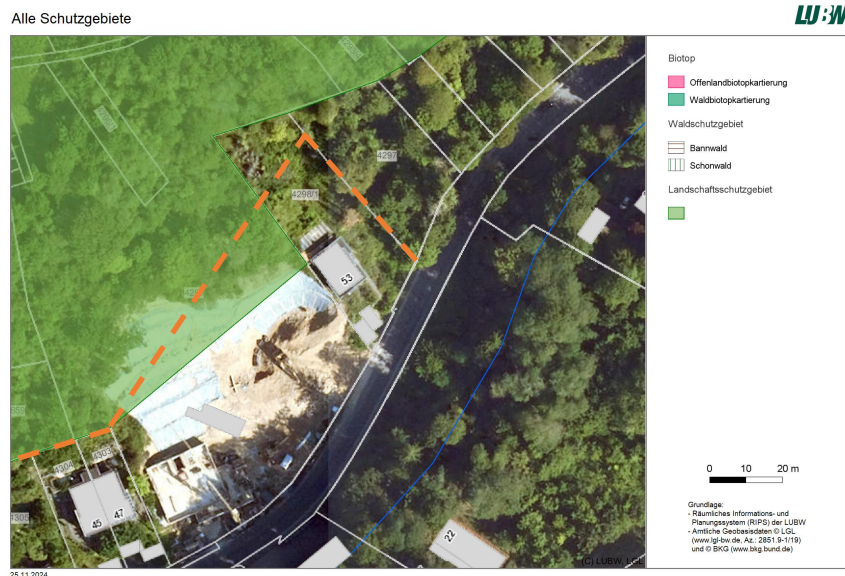 Alle Schutzgebiete
LUBW
Biotop
Offenlandbiotopkartierung
Waldbiotopkartierung
Waldschutzgebiet
Bannwald
Schonwald
Landschaftsschutzgebiet
4297
4298/1
53
4304
4303
45
47
22
0 10 20 m
Grundlage:
- Räumliches Informations- und
Planungssystem (RIPS) der LUBW
- Amtliche Geobasisdaten © LGL
(www.lgl-bw.de, Az.: 2851.9-1/19)
und © BKG (www.bkg.bund.de)
(C) LUBW, LGL
25.11.2024